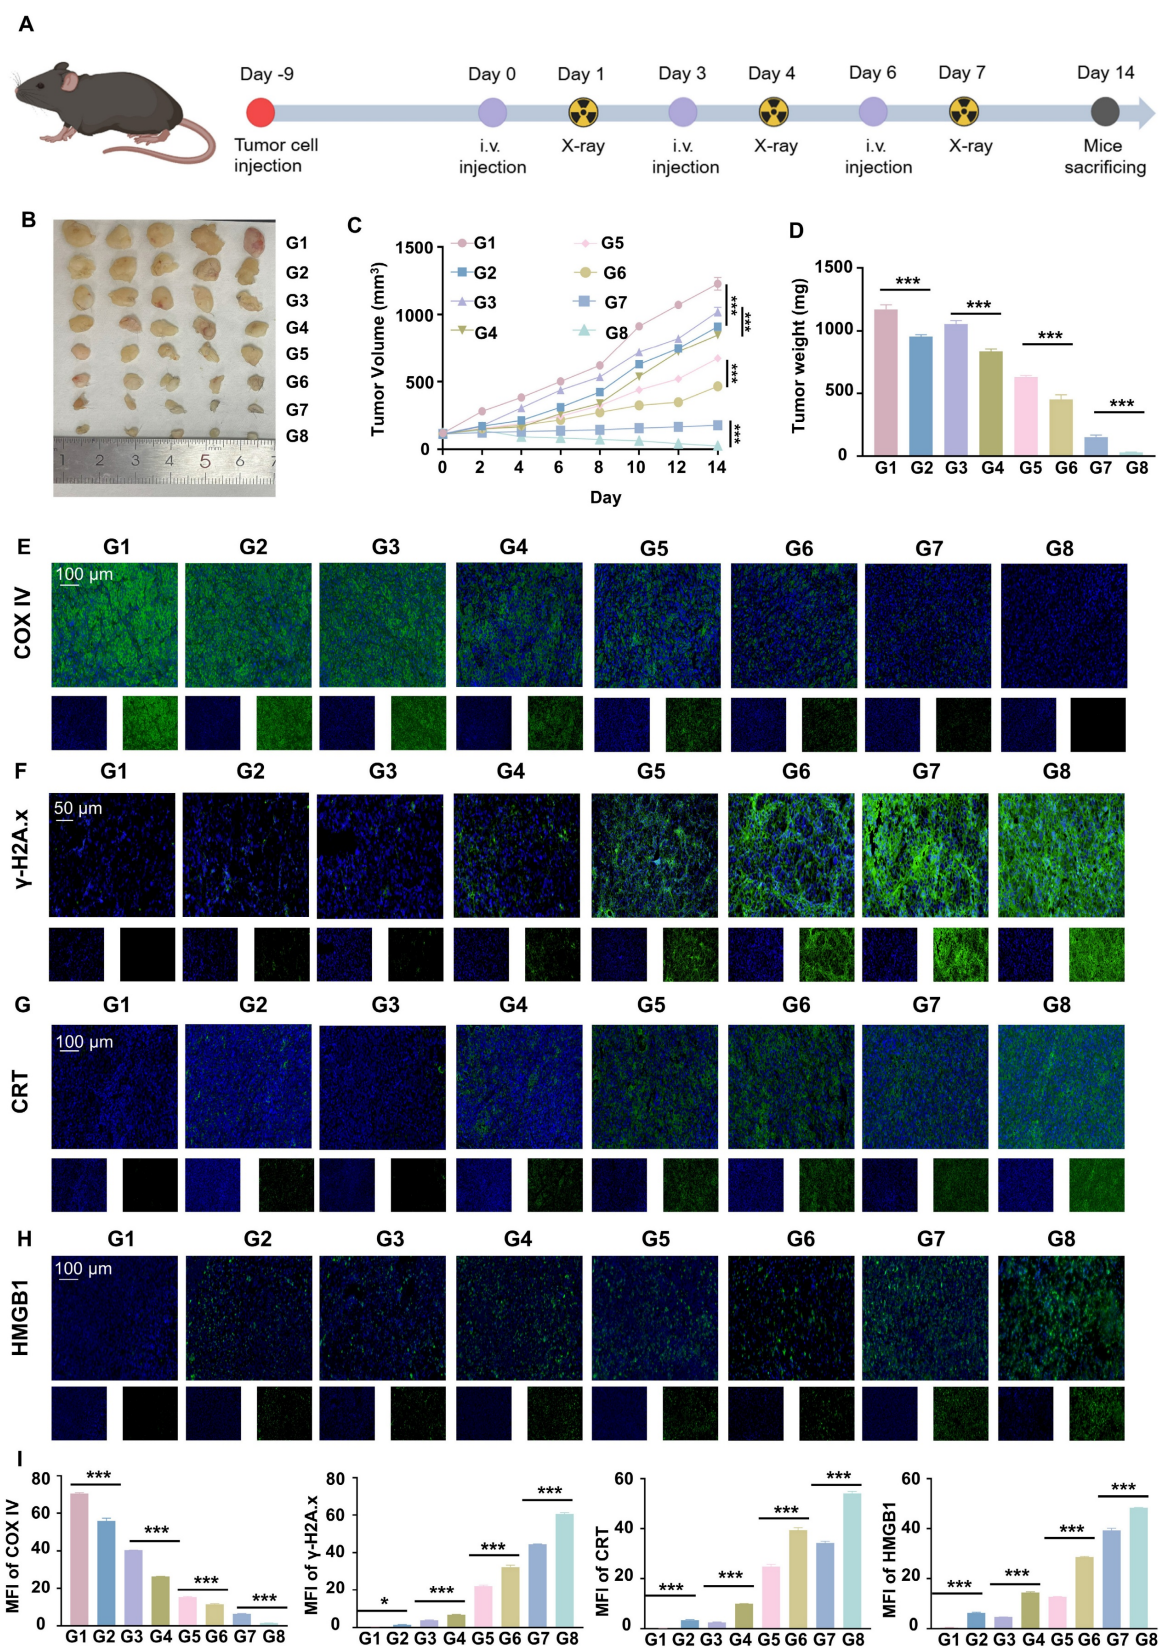 A
Day -9
Day 0
Day 1
Day 3
Day 4
Day 6
Day 7
Day 14
Tumor cell
injection
i.v.
injection
X-ray
i.v.
injection
X-ray
i.v.
injection
X-ray
Mice
sacrificing
B
G1
G2
G3
G4
G5
G6
G7
G8
mm
1 2 3 4 5 6 7
C
Tumor Volume (mm³)
1500
1000
500
0
0 2 4 6 8 10 12 14
Day
G1
G2
G3
G4
G5
G6
G7
G8
***
***
***
***
D
Tumor weight (mg)
1500
1000
500
0
***
***
***
***
G1 G2 G3 G4 G5 G6 G7 G8
E
G1 G2 G3 G4 G5 G6 G7 G8
COX IV
100 μm
F
G1 G2 G3 G4 G5 G6 G7 G8
γ-H2A.x
50 μm
G
G1 G2 G3 G4 G5 G6 G7 G8
CRT
100 μm
H
G1 G2 G3 G4 G5 G6 G7 G8
HMGB1
100 μm
I
MFI of COX IV
80
60
40
20
0
***
***
***
***
G1 G2 G3 G4 G5 G6 G7 G8
MFI of γ-H2A.x
80
60
40
20
0
*
***
***
***
G1 G2 G3 G4 G5 G6 G7 G8
MFI of CRT
60
40
20
0
***
***
***
***
G1 G2 G3 G4 G5 G6 G7 G8
MFI of HMGB1
60
40
20
0
***
***
***
***
G1 G2 G3 G4 G5 G6 G7 G8